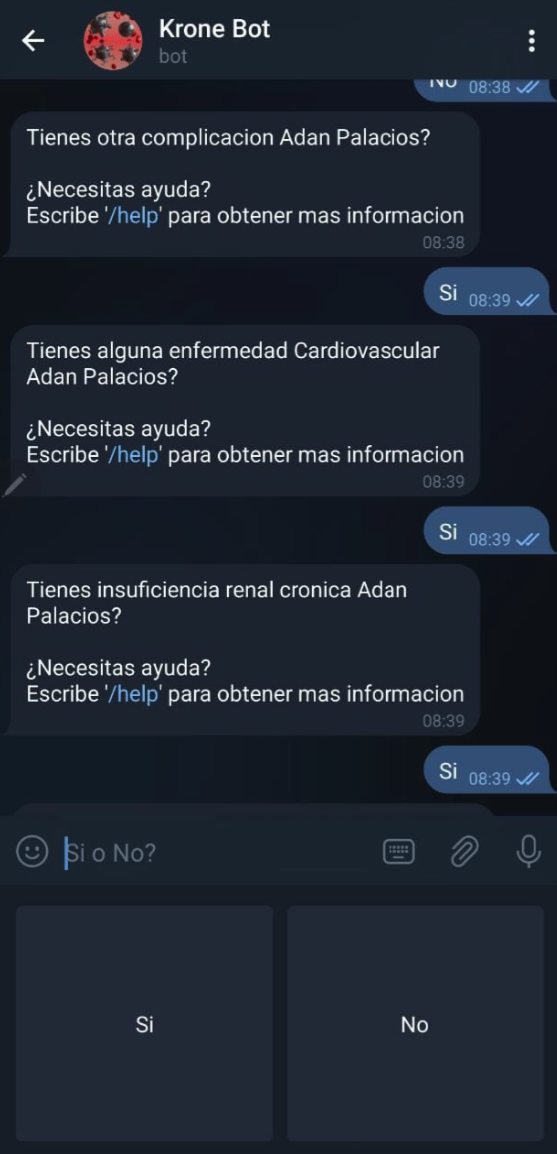 Krone Bot
bot
No 08:38
Tienes otra complicacion Adan Palacios?
¿Necesitas ayuda?
Escribe '/help' para obtener mas informacion
08:38
Si 08:39
Tienes alguna enfermedad Cardiovascular
Adan Palacios?
¿Necesitas ayuda?
Escribe '/help' para obtener mas informacion
08:39
Si 08:39
Tienes insuficiencia renal cronica Adan
Palacios?
¿Necesitas ayuda?
Escribe '/help' para obtener mas informacion
08:39
Si 08:39
Si o No?
Si
No